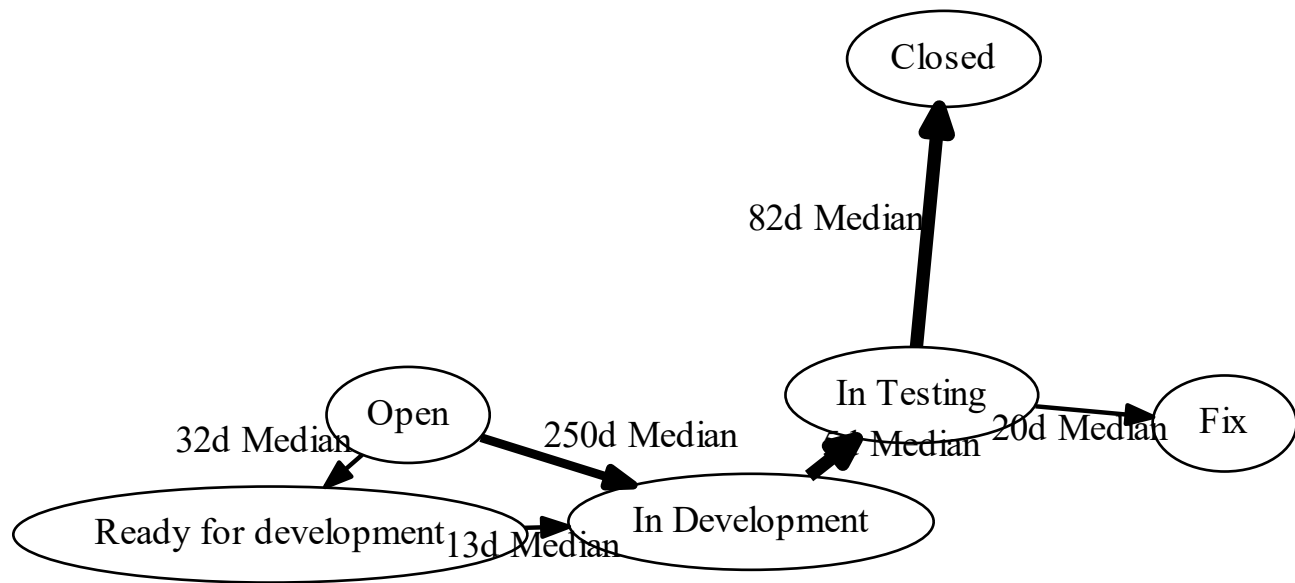 Closed
82d Median
In Testing
Open
Fix
32d Median
250d Median
d Median
20d Median
In Development
Ready for development
13d Median